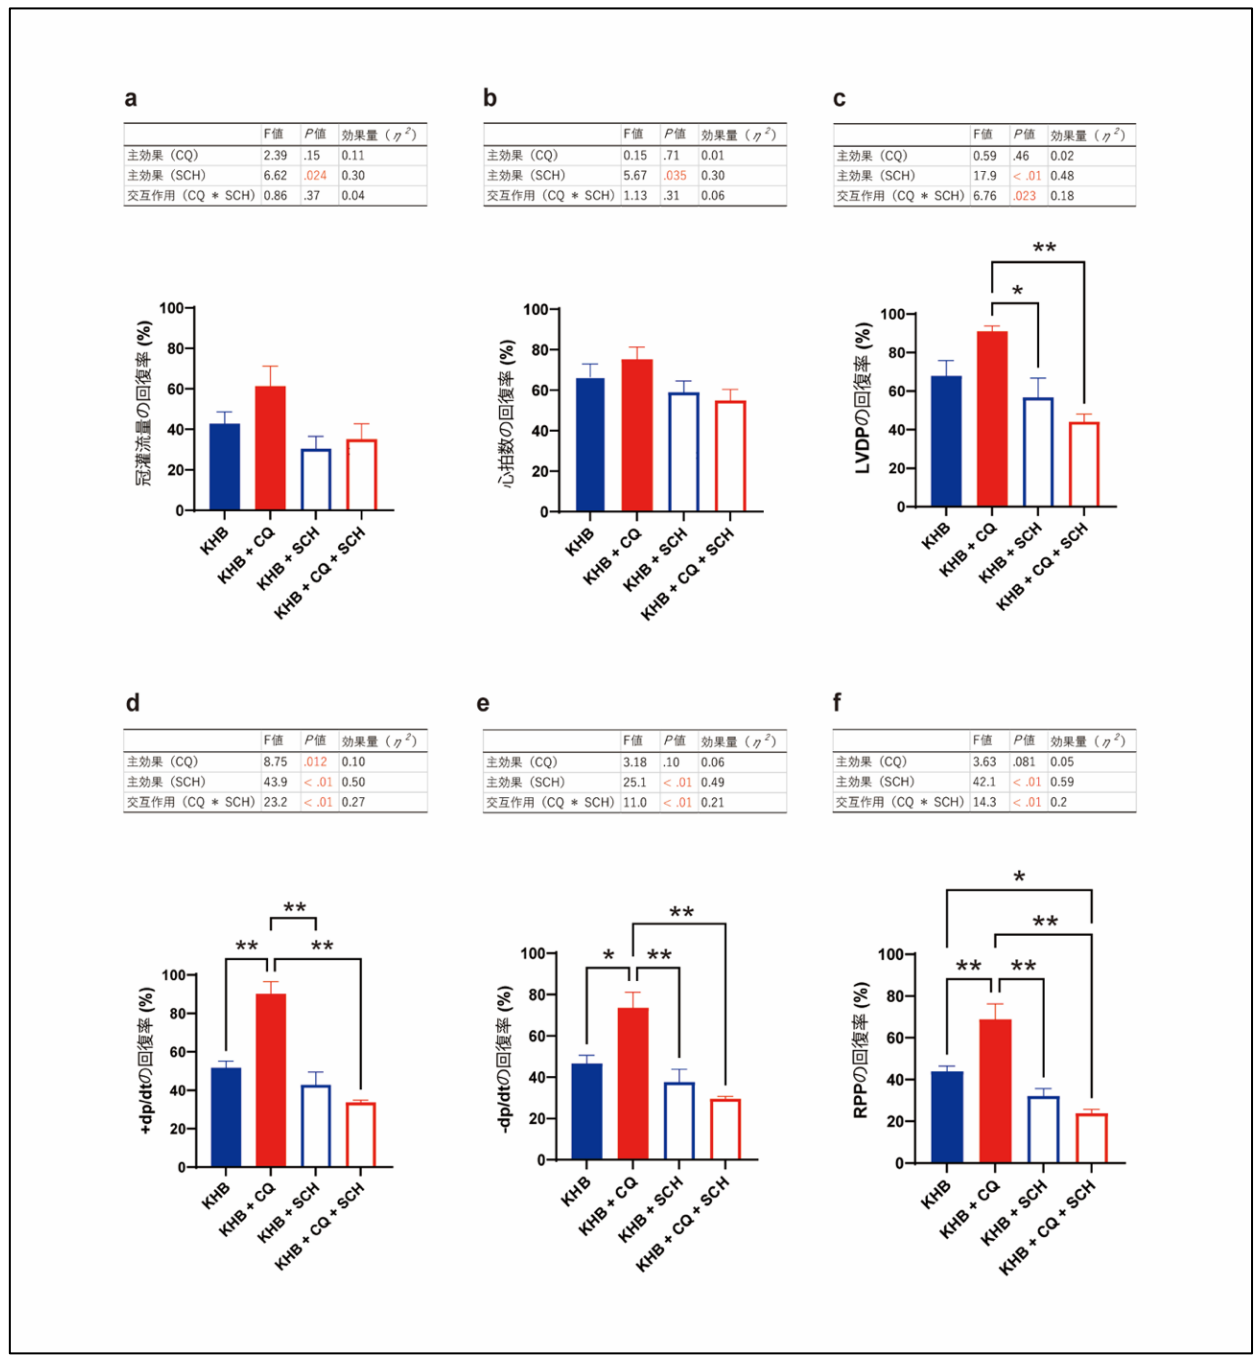 a
F値 P値 効果量（η²）
主効果（CQ） 2.39 .15 0.11
主効果（SCH） 6.62 .024 0.30
交互作用（CQ * SCH） 0.86 .37 0.04
**
100
80
60
40
20
0
冠灌流量の回復率 (%)
KHB
KHB + CQ
KHB + SCH
KHB + CQ + SCH
b
F値 P値 効果量（η²）
主効果（CQ） 0.15 .71 0.01
主効果（SCH） 5.67 .035 0.30
交互作用（CQ * SCH） 1.13 .31 0.06
100
80
60
40
20
0
心拍数の回復率 (%)
KHB
KHB + CQ
KHB + SCH
KHB + CQ + SCH
c
F値 P値 効果量（η²）
主効果（CQ） 0.59 .46 0.02
主効果（SCH） 17.9 < .01 0.48
交互作用（CQ * SCH） 6.76 .023 0.18
**
*
100
80
60
40
20
0
LVDPの回復率 (%)
KHB
KHB + CQ
KHB + SCH
KHB + CQ + SCH
d
F値 P値 効果量（η²）
主効果（CQ） 8.75 .012 0.10
主効果（SCH） 43.9 < .01 0.50
交互作用（CQ * SCH） 23.2 < .01 0.27
**
** **
100
80
60
40
20
0
+dp/dtの回復率 (%)
KHB
KHB + CQ
KHB + SCH
KHB + CQ + SCH
e
F値 P値 効果量（η²）
主効果（CQ） 3.18 .10 0.06
主効果（SCH） 25.1 < .01 0.49
交互作用（CQ * SCH） 11.0 < .01 0.21
**
* **
100
80
60
40
20
0
-dp/dtの回復率 (%)
KHB
KHB + CQ
KHB + SCH
KHB + CQ + SCH
f
F値 P値 効果量（η²）
主効果（CQ） 3.63 .081 0.05
主効果（SCH） 42.1 < .01 0.59
交互作用（CQ * SCH） 14.3 < .01 0.2
*
**
** **
100
80
60
40
20
0
RPPの回復率 (%)
KHB
KHB + CQ
KHB + SCH
KHB + CQ + SCH